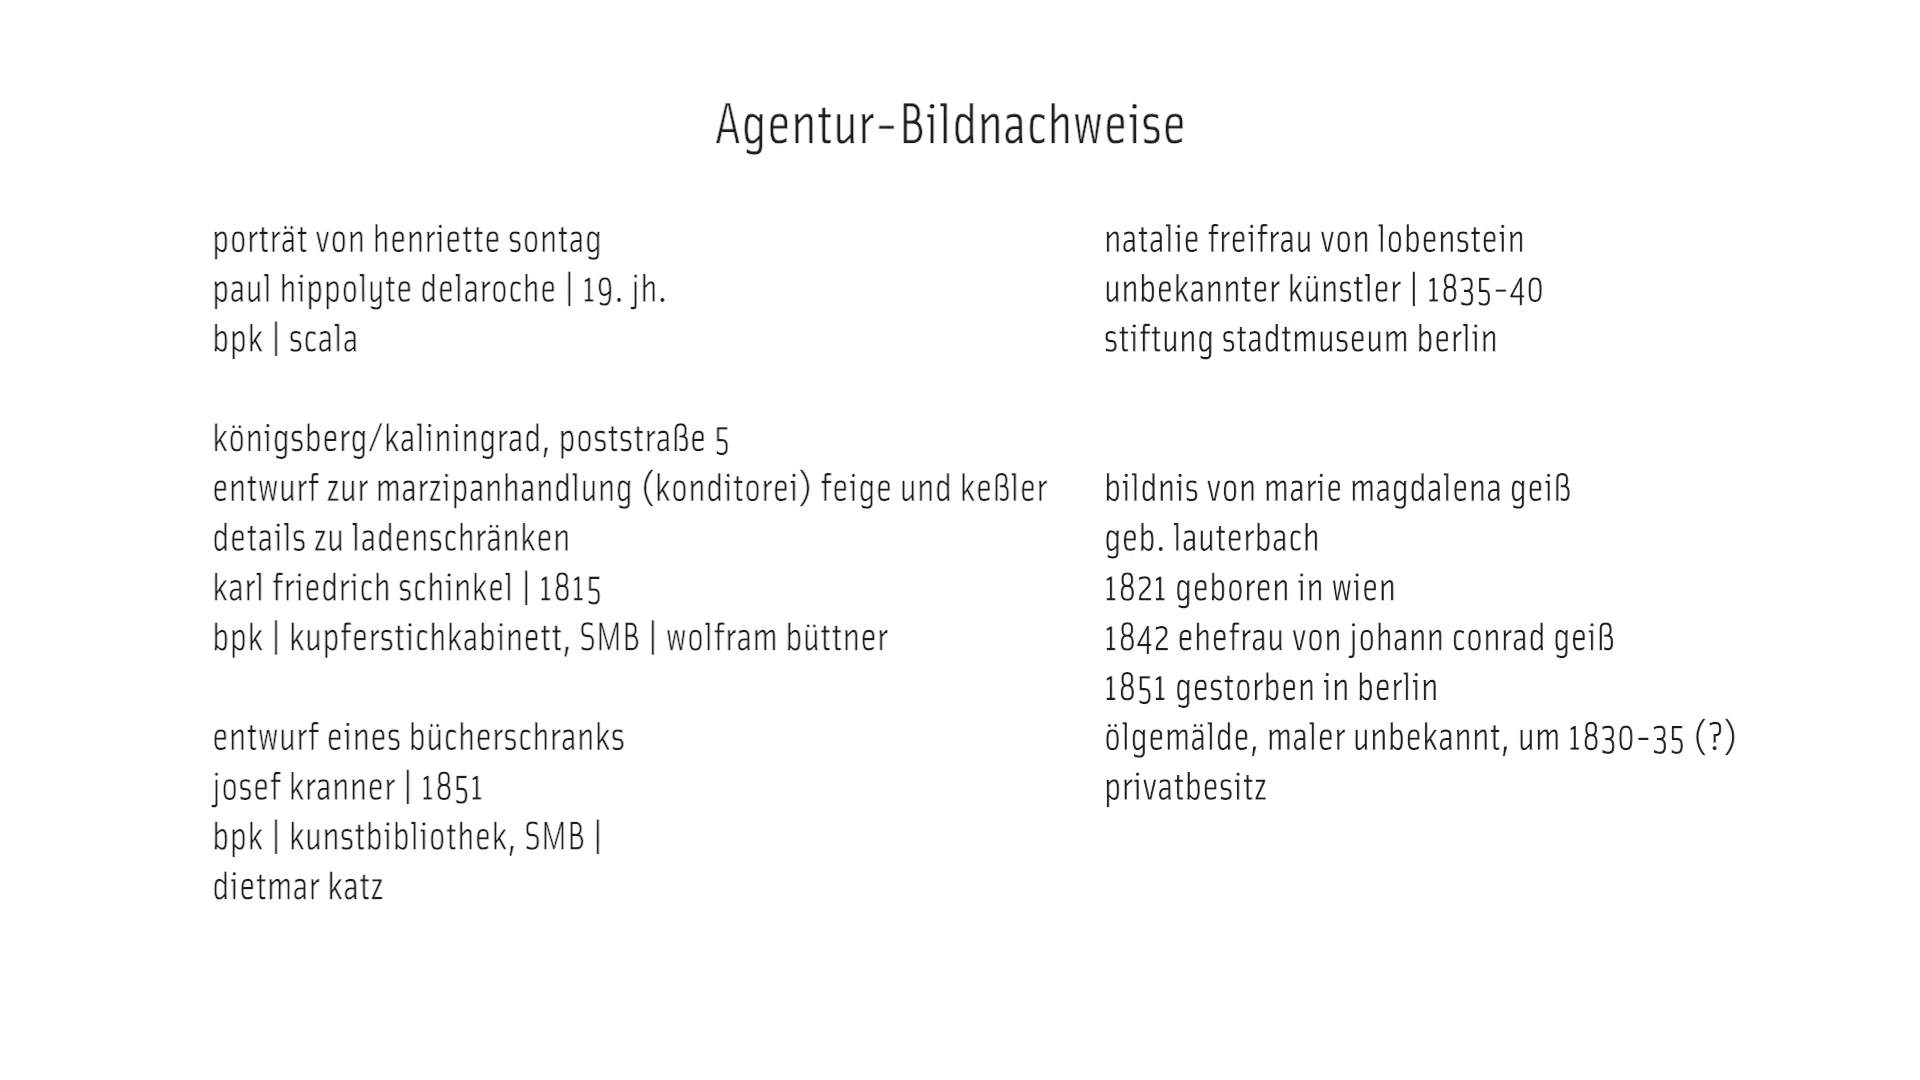 Agentur-Bildnachweise
porträt von henriette sontag
paul hippolyte delaroche | 19. jh.
bpk | scala
königsberg/kaliningrad, poststraße 5
entwurf zur marzipanhandlung (konditorei) feige und keßler
details zu ladenschränken
karl friedrich schinkel | 1815
bpk | kupferstichkabinett, SMB | wolfram büttner
entwurf eines bücherschranks
josef kranner | 1851
bpk | kunstbibliothek, SMB |
dietmar katz
natalie freifrau von lobenstein
unbekannter künstler | 1835-40
stiftung stadtmuseum berlin
bildnis von marie magdalena geiß
geb. lauterbach
1821 geboren in wien
1842 ehefrau von johann conrad geiß
1851 gestorben in berlin
ölgemälde, maler unbekannt, um 1830-35 (?)
privatbesitz